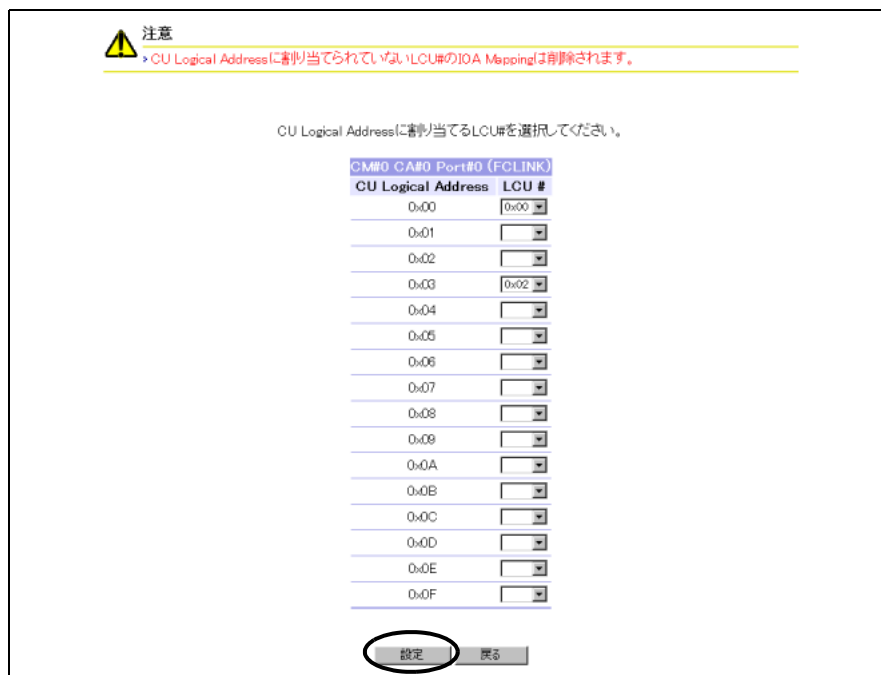 注意
CU Logical Addressに割り当てられていないLCU#のIOA Mappingは削除されます。
CU Logical Addressに割り当てるLCU#を選択してください。
CM#0 CA#0 Port#0 (FCLINK)
CU Logical Address LCU #
0x00 0x00
0x01
0x02
0x03 0x02
0x04
0x05
0x06
0x07
0x08
0x09
0x0A
0x0B
0x0C
0x0D
0x0E
0x0F
設定 戻る